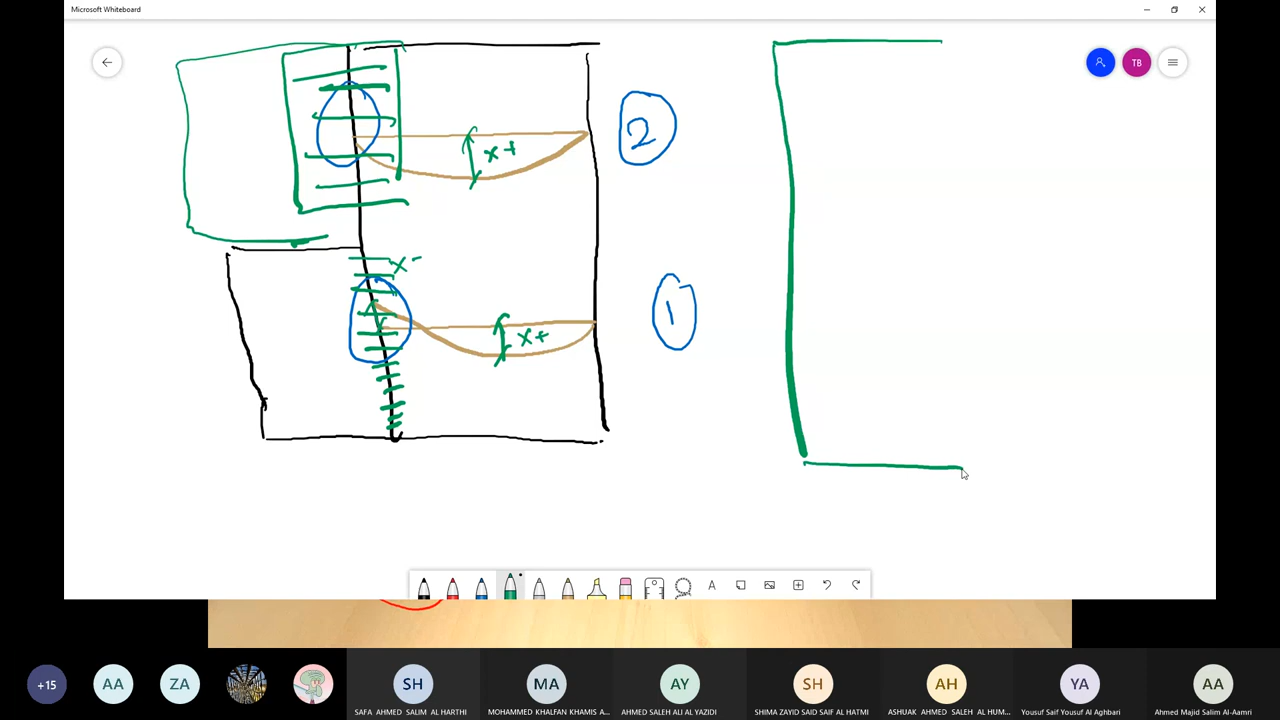 Microsoft Whiteboard
TB
2
x+
x-
1
x+
A
+15
AA
ZA
SH
MA
AY
SH
AH
YA
AA
SAFA AHMED SALIM AL HARTHI
MOHAMMED KHALFAN KHAMIS A...
AHMED SALEH ALI AL YAZIDI
SHIMA ZAYID SAID SAIF AL HATMI
ASHUAK AHMED SALEH AL HUM...
Yousuf Saif Yousuf Al Aghbari
Ahmed Majid Salim Al-Aamri